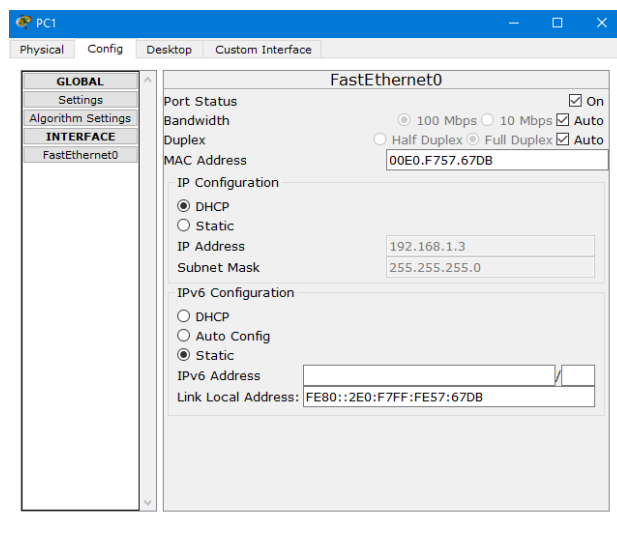 PC1
Physical Config Desktop Custom Interface
GLOBAL
Settings
Algorithm Settings
INTERFACE
FastEthernet0
FastEthernet0
Port Status On
Bandwidth 100 Mbps 10 Mbps Auto
Duplex Half Duplex Full Duplex Auto
MAC Address 00E0.F757.67DB
IP Configuration
DHCP
Static
IP Address 192.168.1.3
Subnet Mask 255.255.255.0
IPv6 Configuration
DHCP
Auto Config
Static
IPv6 Address /
Link Local Address: FE80::2E0:F7FF:FE57:67DB